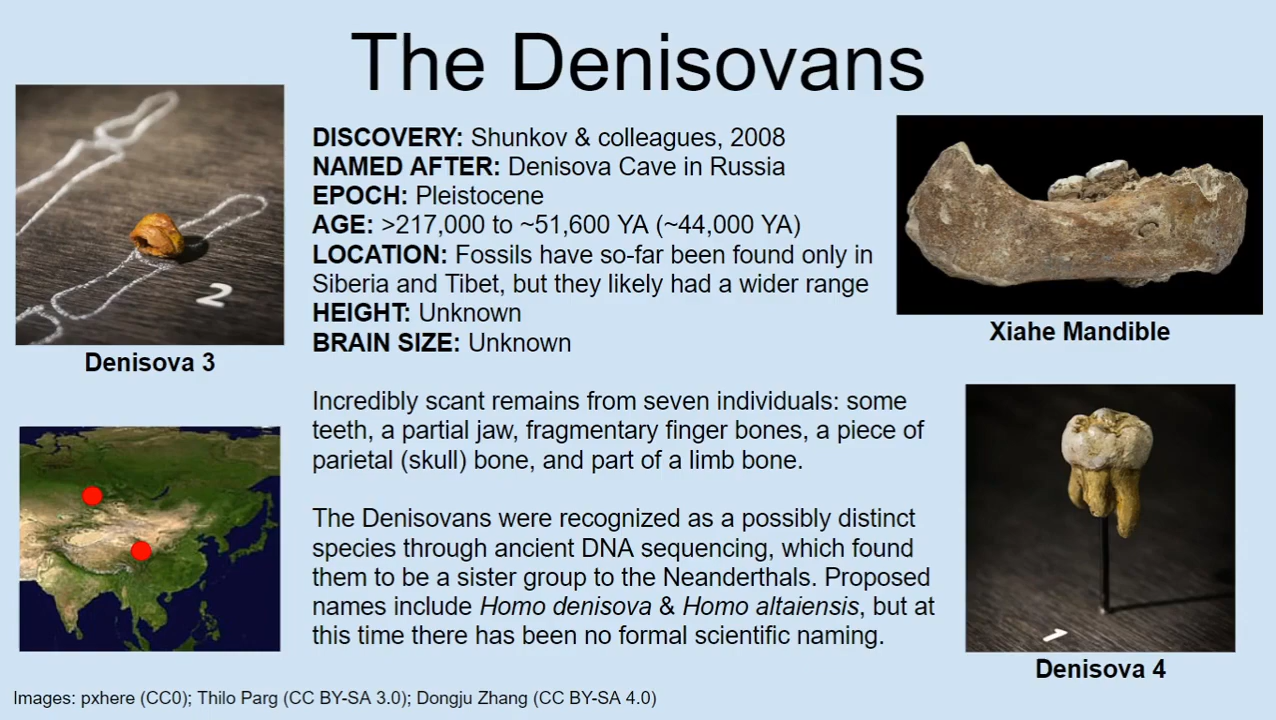 The Denisovans
DISCOVERY: Shunkov & colleagues, 2008
NAMED AFTER: Denisova Cave in Russia
EPOCH: Pleistocene
AGE: >217,000 to ~51,600 YA (~44,000 YA)
LOCATION: Fossils have so-far been found only in
Siberia and Tibet, but they likely had a wider range
HEIGHT: Unknown
BRAIN SIZE: Unknown
Incredibly scant remains from seven individuals: some
teeth, a partial jaw, fragmentary finger bones, a piece of
parietal (skull) bone, and part of a limb bone.
The Denisovans were recognized as a possibly distinct
species through ancient DNA sequencing, which found
them to be a sister group to the Neanderthals. Proposed
names include Homo denisova & Homo altaiensis, but at
this time there has been no formal scientific naming.
2
Denisova 3
Xiahe Mandible
1
Denisova 4
Images: pxhere (CC0); Thilo Parg (CC BY-SA 3.0); Dongju Zhang (CC BY-SA 4.0)